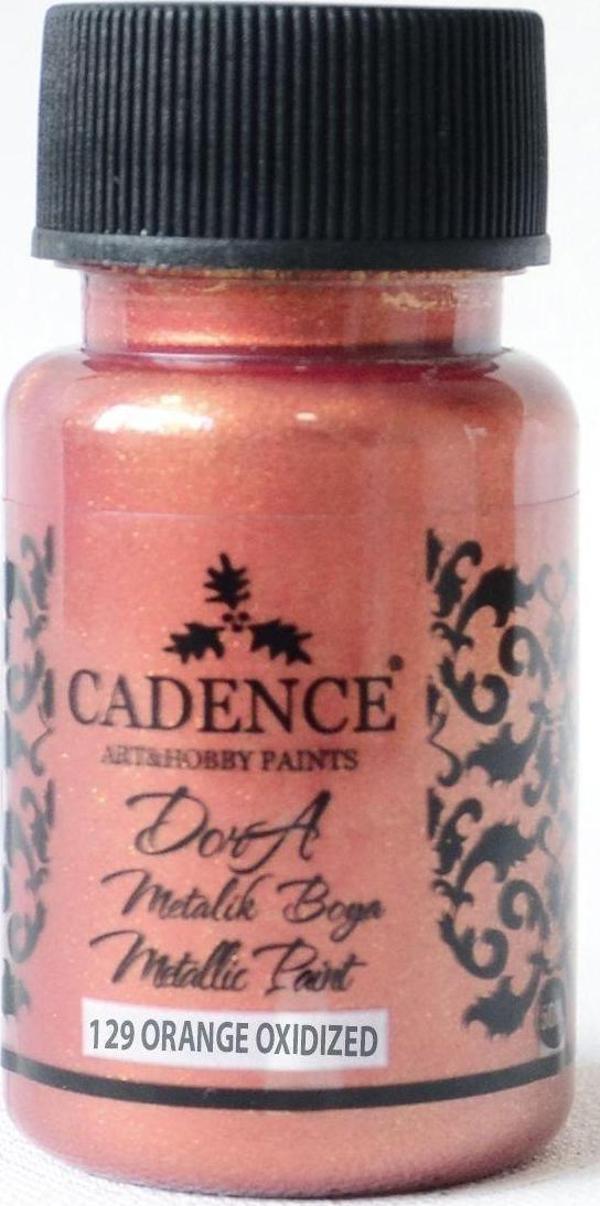 CADENCE®
ART&HOBBY PAINTS
DorA
Metalik Boya
Metallic Paint
129 ORANGE OXIDIZED